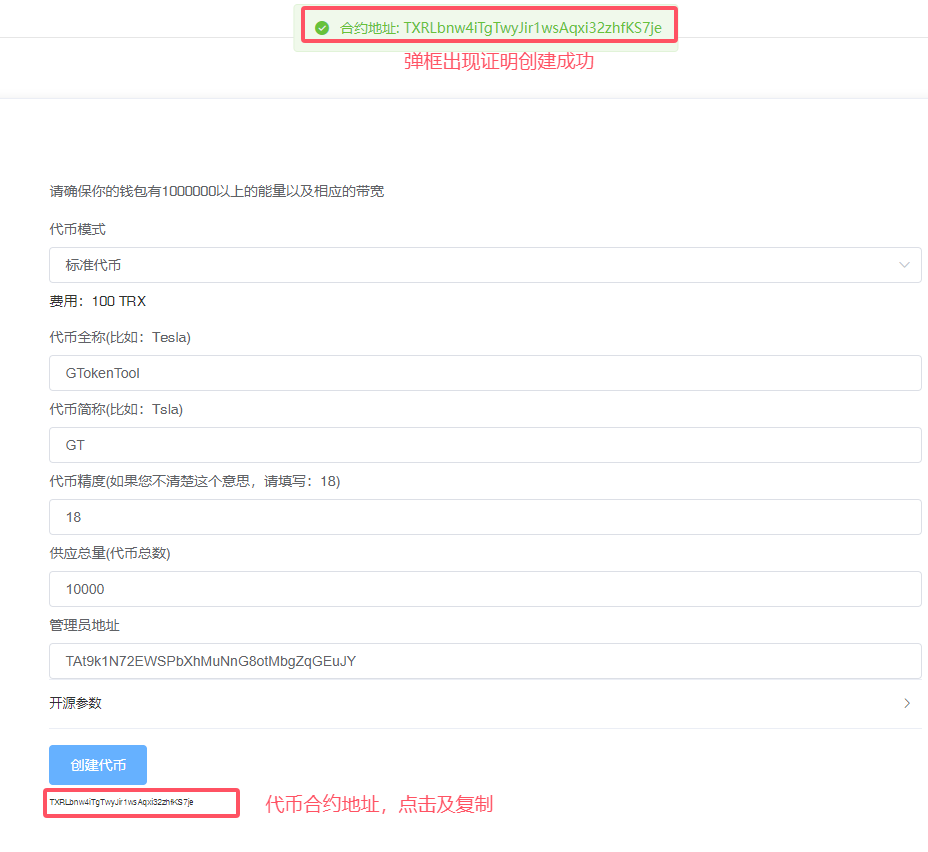 合约地址: TXRLbnw4iTgTwyJir1wsAqxi32zhfKS7je
弹框出现证明创建成功
请确保你的钱包有1000000以上的能量以及相应的带宽
代币模式
标准代币
费用：100 TRX
代币全称(比如：Tesla)
GTokenTool
代币简称(比如：Tsla)
GT
代币精度(如果您不清楚这个意思，请填写：18)
18
供应总量(代币总数)
10000
管理员地址
TAt9k1N72EWSPbXhMuNnG8otMbgZqGEuJY
开源参数
创建代币
TXRLbnw4iTgTwyJir1wsAqxi32zhfKS7je
代币合约地址，点击及复制